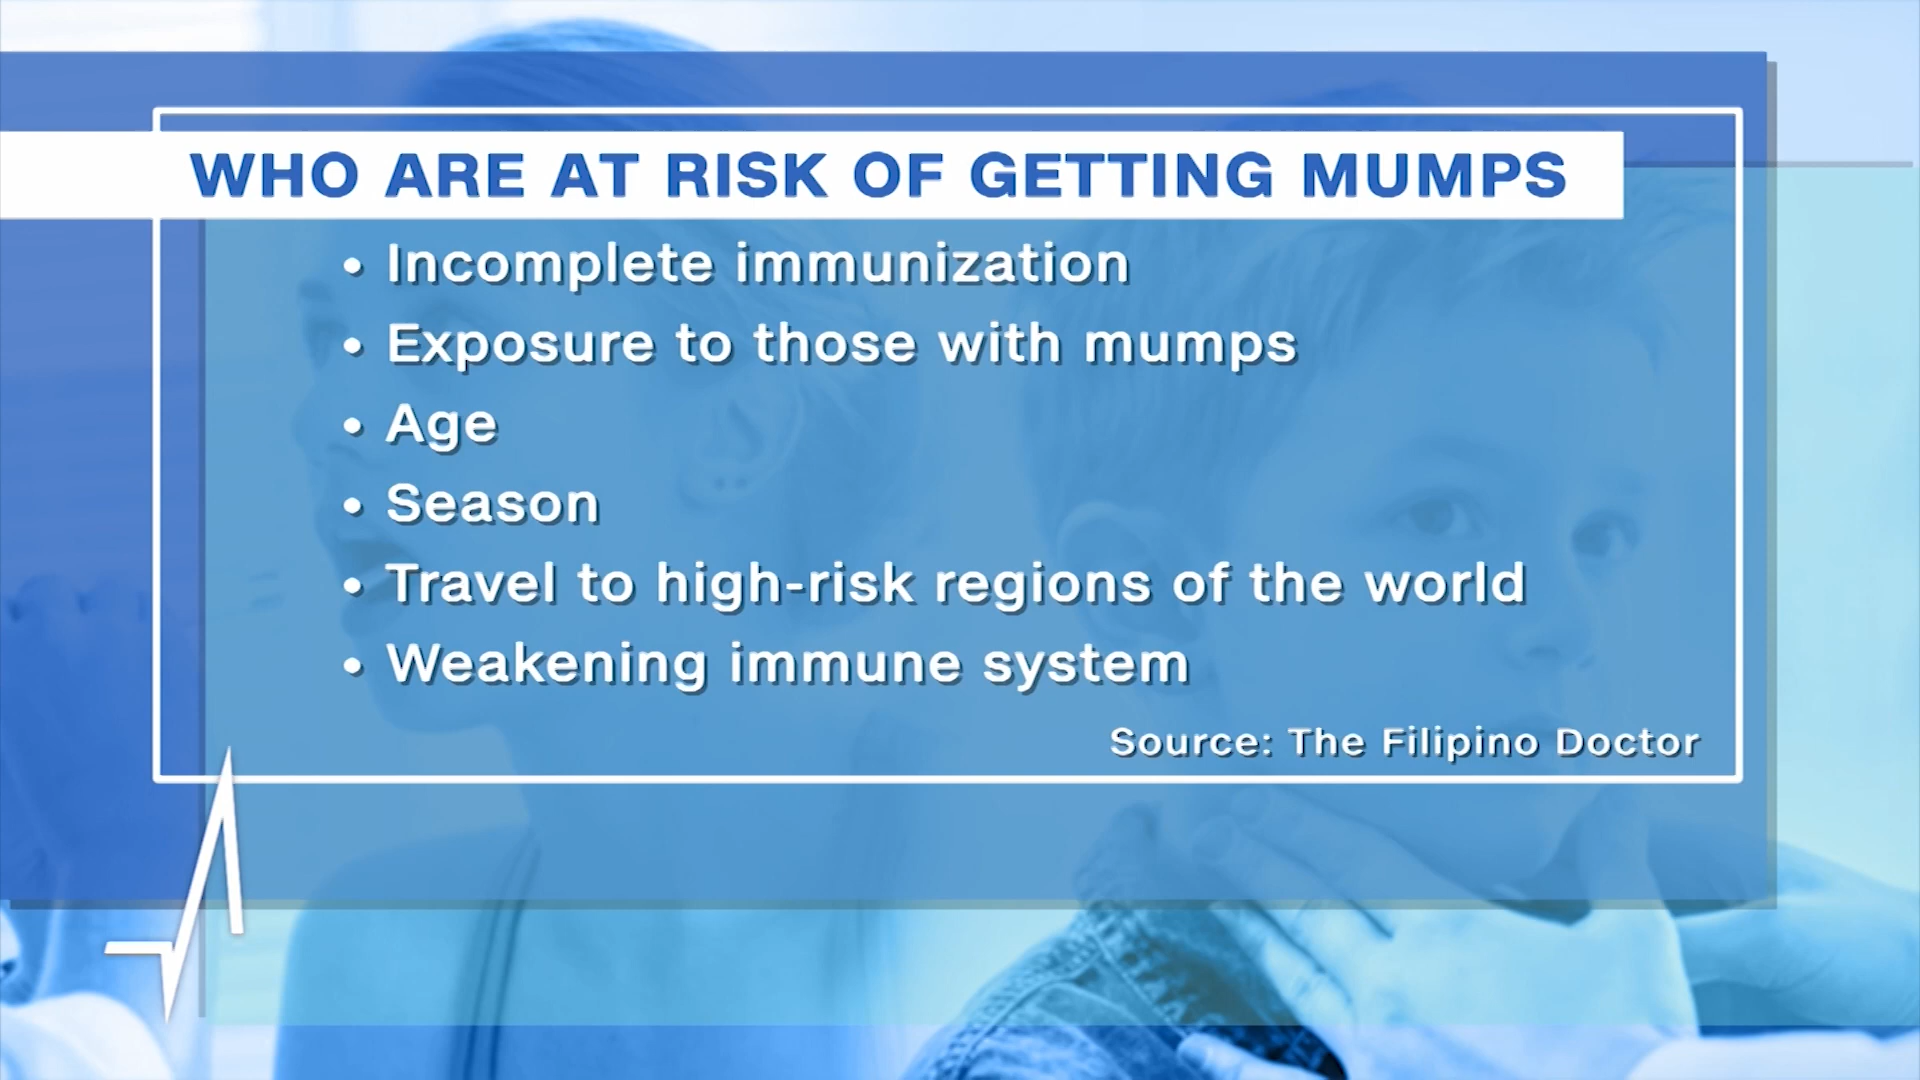 WHO ARE AT RISK OF GETTING MUMPS
• Incomplete immunization
• Exposure to those with mumps
• Age
• Season
• Travel to high-risk regions of the world
• Weakening immune system
Source: The Filipino Doctor